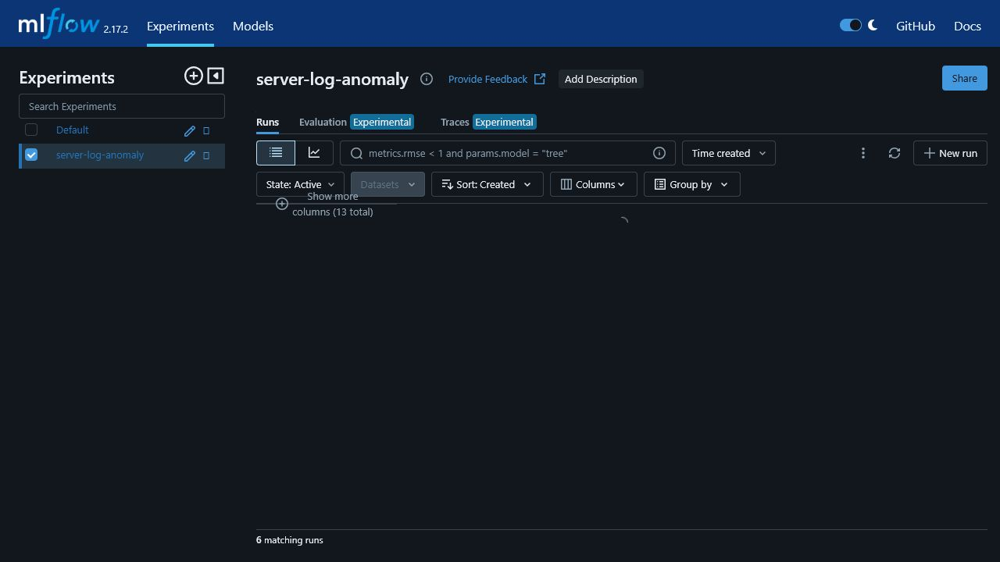 mlflow 2.17.2 Experiments Models GitHub Docs
Experiments
Search Experiments
Default
server-log-anomaly
server-log-anomaly Provide Feedback Add Description Share
Runs Evaluation Experimental Traces Experimental
metrics.rmse < 1 and params.model = "tree" Time created New run
State: Active Datasets Sort: Created Columns Group by
Show more
columns (13 total)
6 matching runs